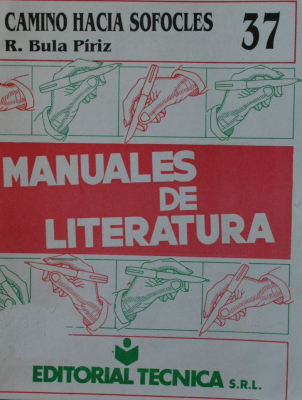 CAMINO HACIA SOFOCLES
R. Bula Píriz
37
MANUALES
DE
LITERATURA
EDITORIAL TECNICA S.R.L.